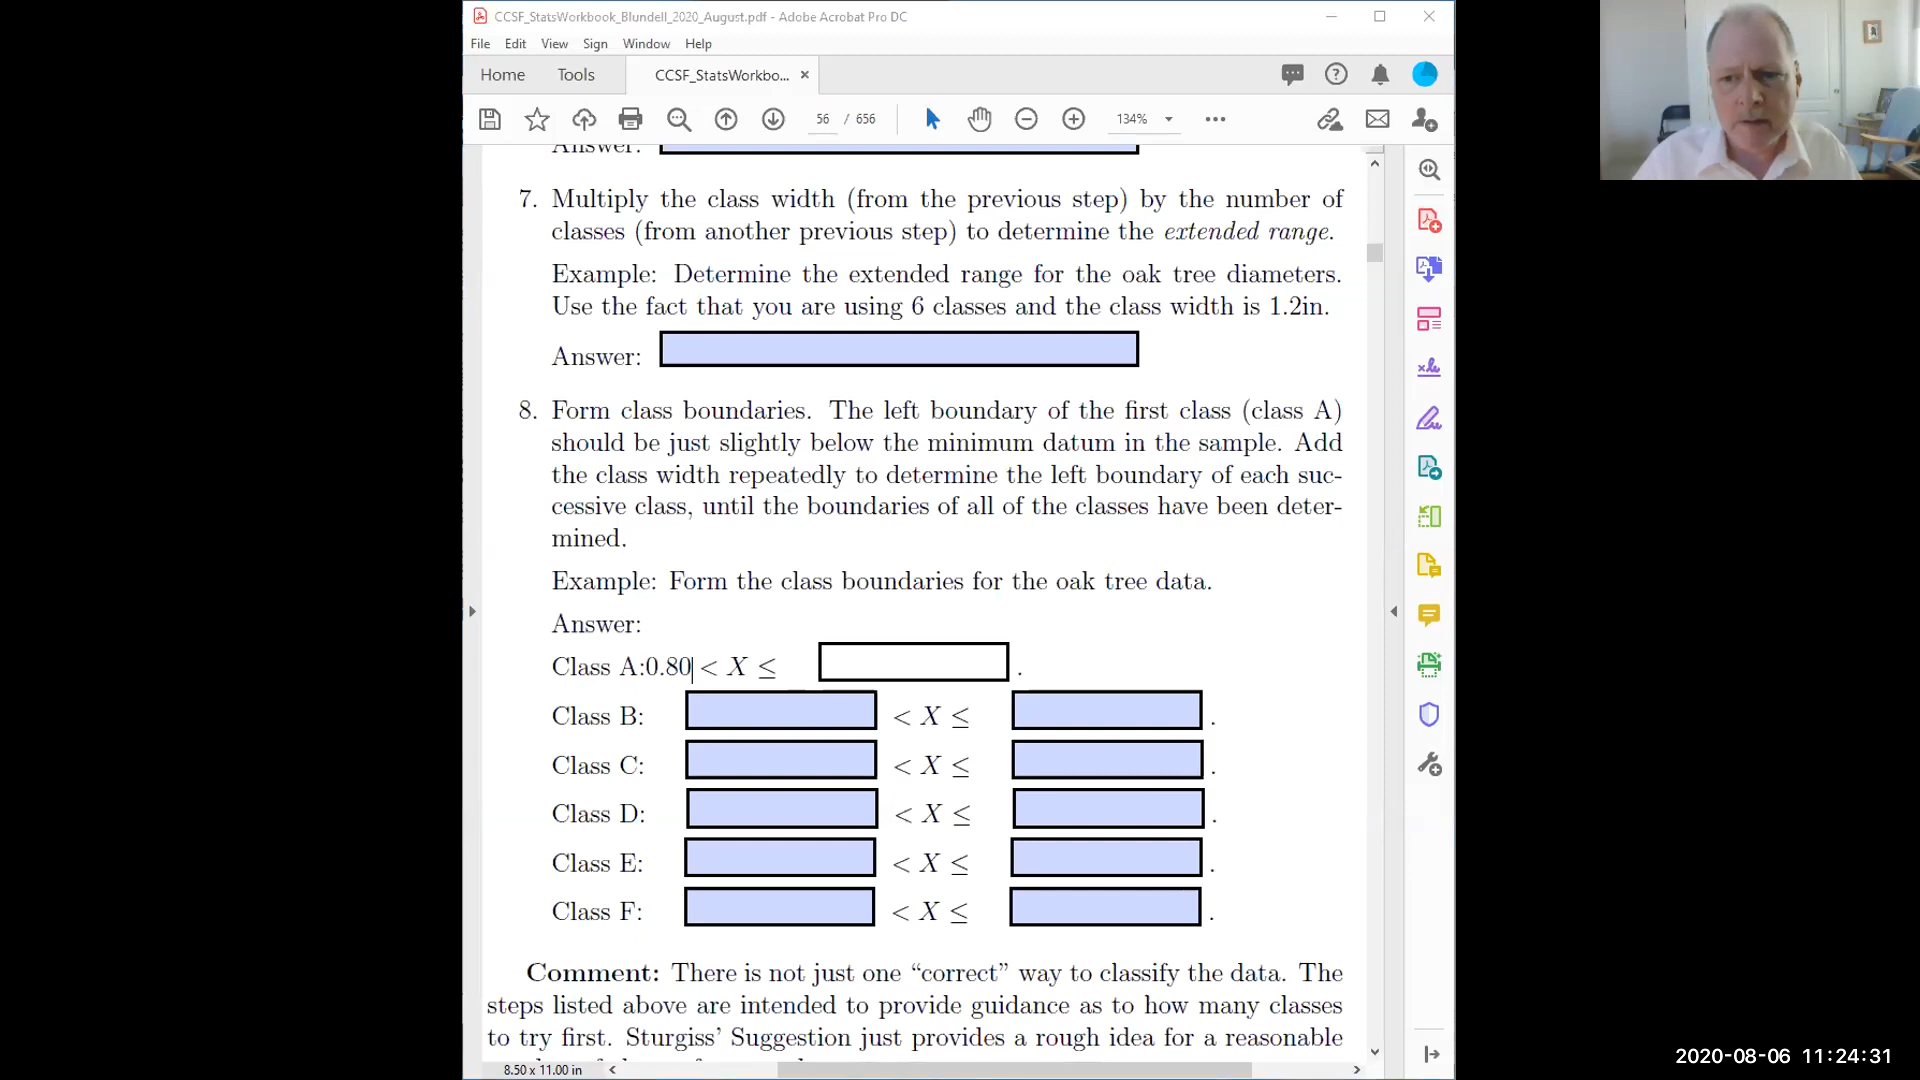 CCSF_StatsWorkbook_Blundell_2020_August.pdf - Adobe Acrobat Pro DC
File Edit View Sign Window Help
Home Tools CCSF_StatsWorkbo... ×
56 / 656 134%
Answer:
7. Multiply the class width (from the previous step) by the number of
classes (from another previous step) to determine the extended range.
Example: Determine the extended range for the oak tree diameters.
Use the fact that you are using 6 classes and the class width is 1.2in.
Answer:
8. Form class boundaries. The left boundary of the first class (class A)
should be just slightly below the minimum datum in the sample. Add
the class width repeatedly to determine the left boundary of each suc-
cessive class, until the boundaries of all of the classes have been deter-
mined.
Example: Form the class boundaries for the oak tree data.
Answer:
Class A:0.80 < X ≤ .
Class B: < X ≤ .
Class C: < X ≤ .
Class D: < X ≤ .
Class E: < X ≤ .
Class F: < X ≤ .
Comment: There is not just one “correct” way to classify the data. The
steps listed above are intended to provide guidance as to how many classes
to try first. Sturgiss’ Suggestion just provides a rough idea for a reasonable
8.50 x 11.00 in
2020-08-06 11:24:31